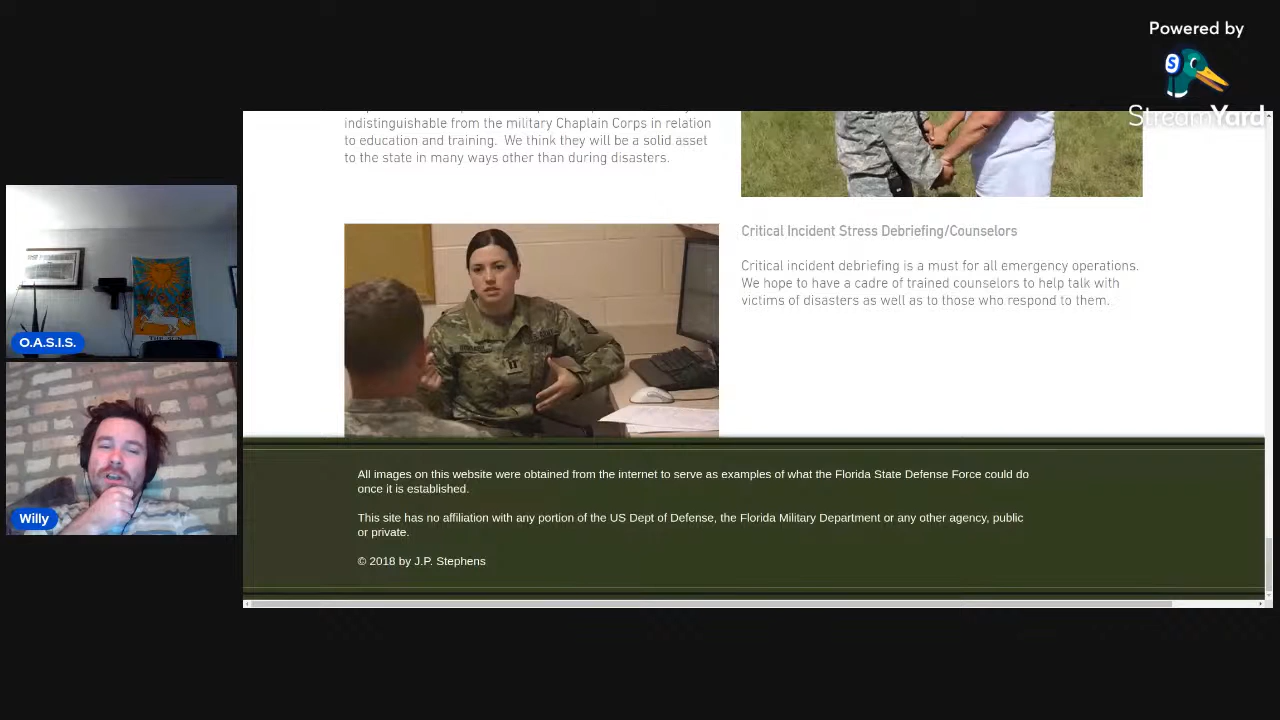 Powered by
StreamYard
indistinguishable from the military Chaplain Corps in relation
to education and training. We think they will be a solid asset
to the state in many ways other than during disasters.
Critical Incident Stress Debriefing/Counselors
Critical incident debriefing is a must for all emergency operations.
We hope to have a cadre of trained counselors to help talk with
victims of disasters as well as to those who respond to them.
O.A.S.I.S.
Willy
All images on this website were obtained from the internet to serve as examples of what the Florida State Defense Force could do
once it is established.
This site has no affiliation with any portion of the US Dept of Defense, the Florida Military Department or any other agency, public
or private.
© 2018 by J.P. Stephens